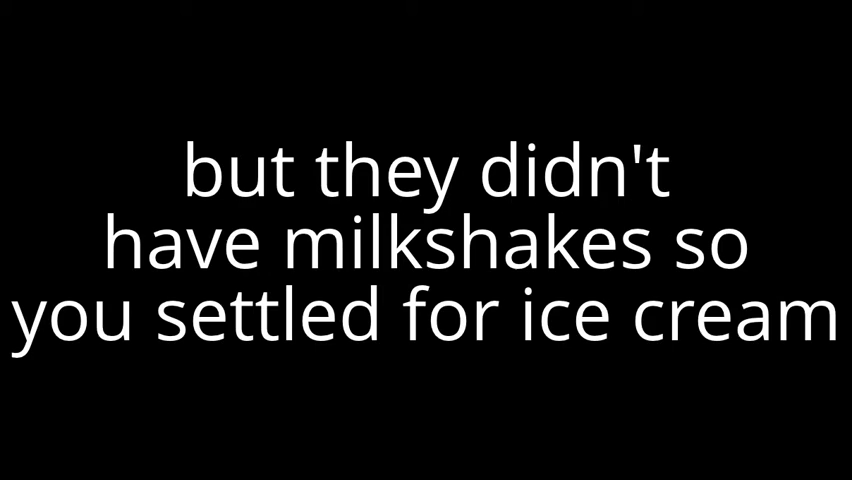 but they didn't
have milkshakes so
you settled for ice cream